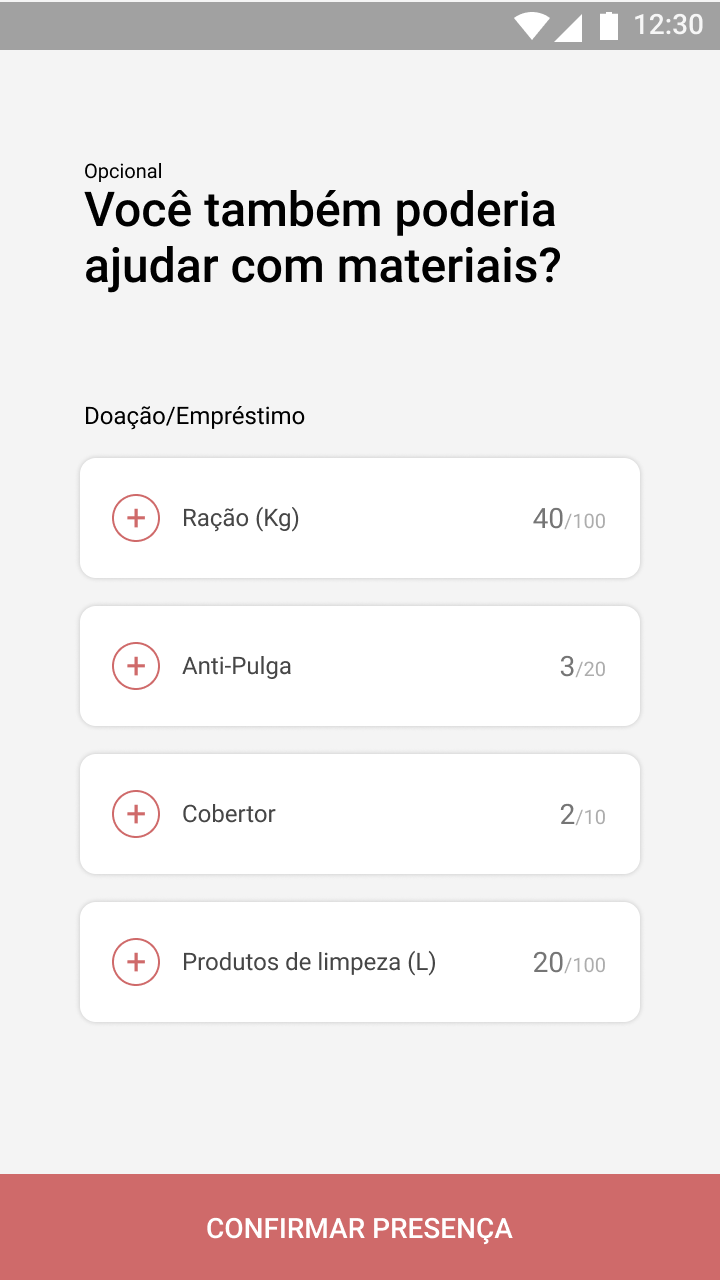 12:30
Opcional
Você também poderia
ajudar com materiais?
Doação/Empréstimo
Ração (Kg) 40/100
Anti-Pulga 3/20
Cobertor 2/10
Produtos de limpeza (L) 20/100
CONFIRMAR PRESENÇA